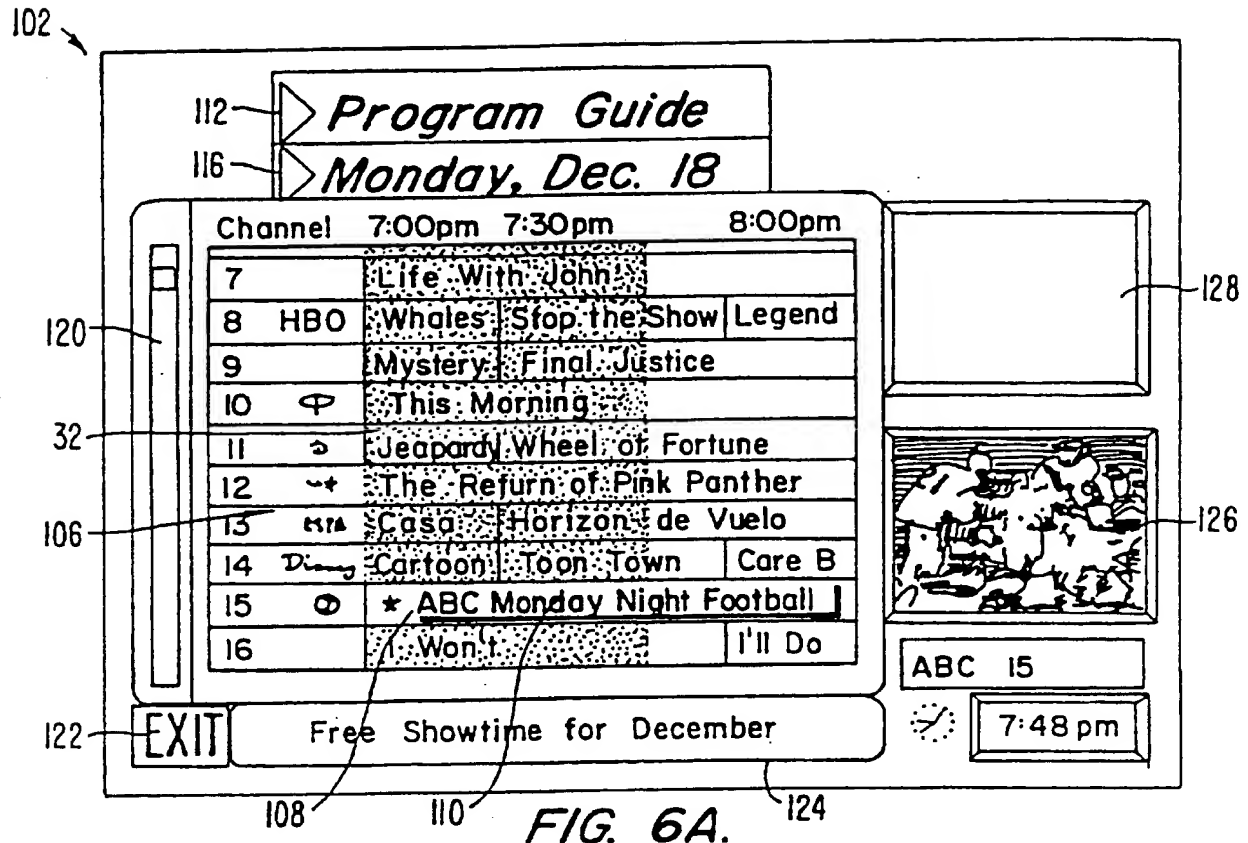 102
112 Program Guide
116 Monday, Dec. 18
Channel 7:00pm 7:30pm 8:00pm
7 Life With John
128
8 HBO Whales Stop the Show Legend
120
9 Mystery Final Justice
10 This Morning
32
11 Jeapardy Wheel of Fortune
12 The Return of Pink Panther
126
106
13 Casa Horizon de Vuelo
14 Disney Cartoon Toon Town Care B
15 ★ ABC Monday Night Football
16 I Won't I'll Do
ABC 15
122 EXIT Free Showtime for December 7:48 pm
108 110 124
FIG. 6A.